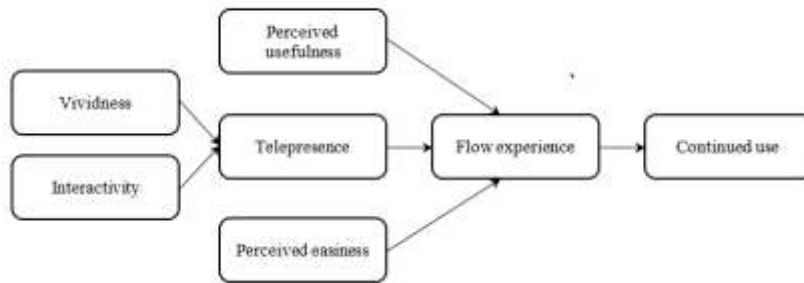 Perceived
usefulness
Vividness
Telepresence
Flow experience
Continued use
Interactivity
Perceived easiness